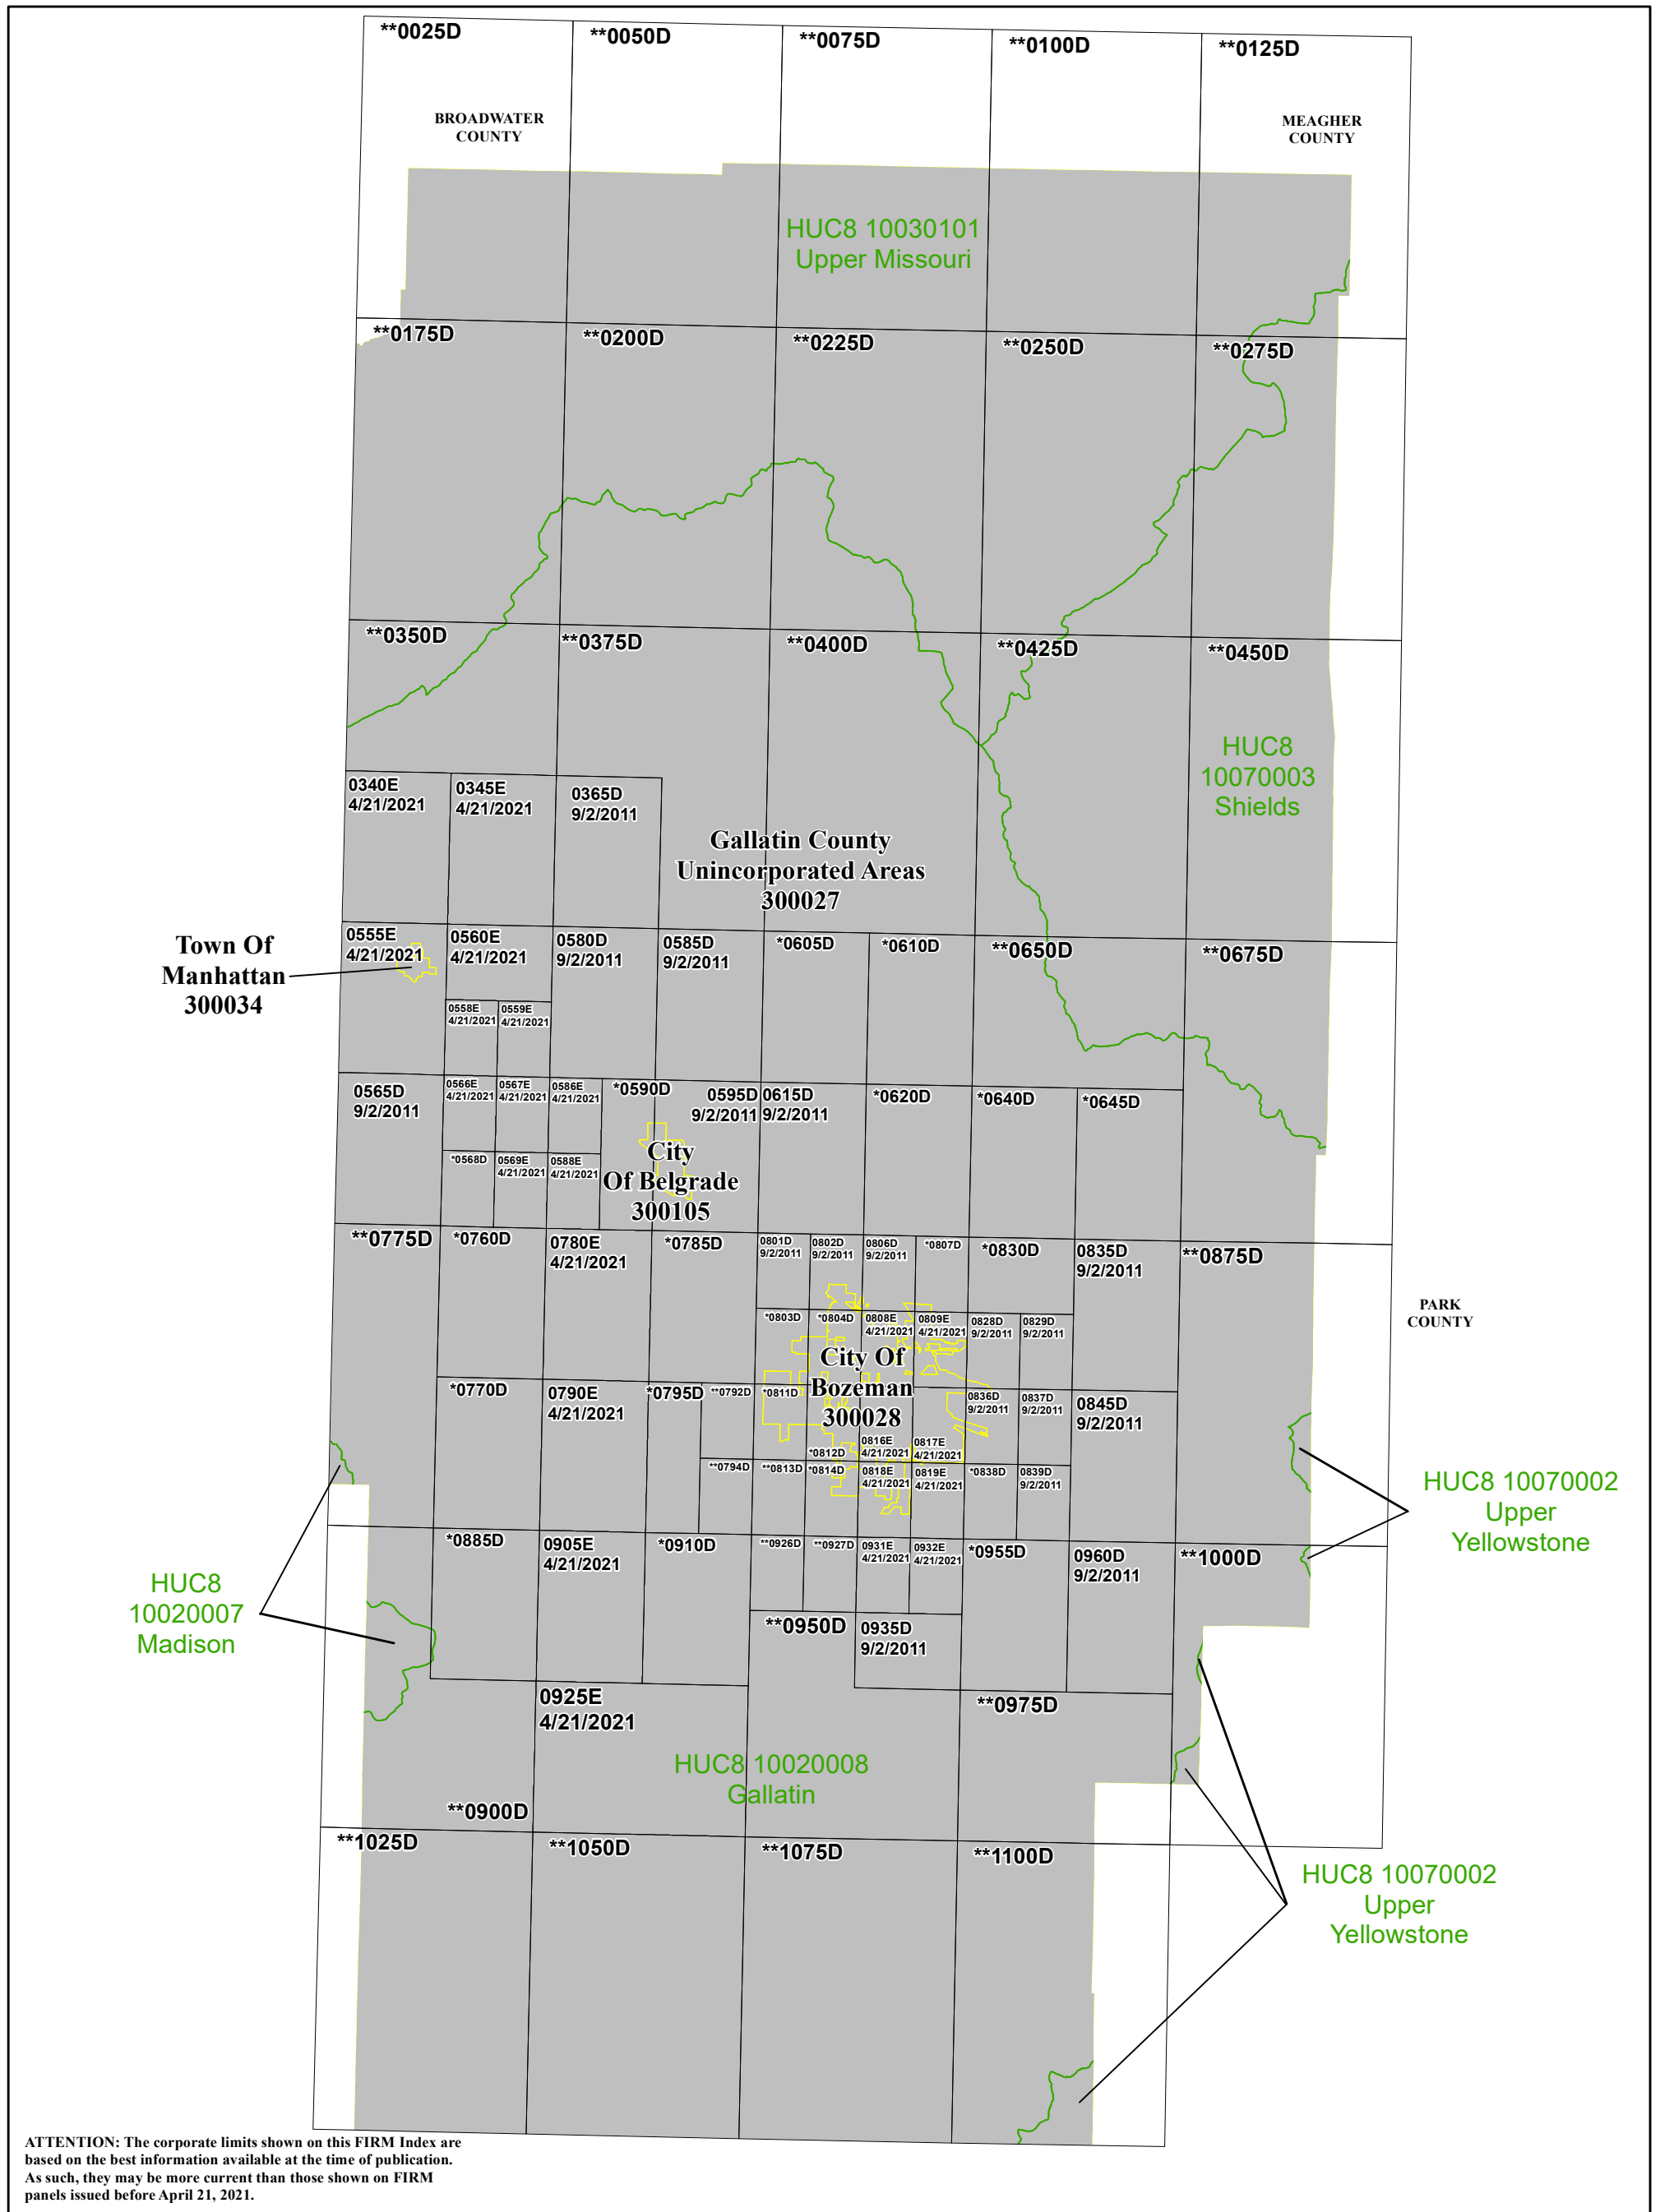 **0025D
**0050D
**0075D
**0100D
**0125D
BROADWATER
COUNTY
MEAGHER
COUNTY
HUC8 10030101
Upper Missouri
**0175D
**0200D
**0225D
**0250D
**0275D
**0350D
**0375D
**0400D
**0425D
**0450D
HUC8
10070003
Shields
0340E
4/21/2021
0345E
4/21/2021
0365D
9/2/2011
Gallatin County
Unincorporated Areas
300027
Town Of
Manhattan
300034
0555E
4/21/2021
0560E
4/21/2021
0580D
9/2/2011
0585D
9/2/2011
*0605D
*0610D
**0650D
**0675D
0558E
4/21/2021
0559E
4/21/2021
0565D
9/2/2011
0566E
4/21/2021
0567E
4/21/2021
0586E
4/21/2021
*0590D
0595D
9/2/2011
0615D
9/2/2011
*0620D
*0640D
*0645D
*0568D
0569E
4/21/2021
0588E
4/21/2021
City
Of Belgrade
300105
**0775D
*0760D
0780E
4/21/2021
*0785D
0801D
9/2/2011
0802D
9/2/2011
0806D
9/2/2011
*0807D
*0830D
0835D
9/2/2011
**0875D
PARK
COUNTY
*0803D
*0804D
0808E
4/21/2021
0809E
4/21/2021
0828D
9/2/2011
0829D
9/2/2011
City Of
Bozeman
300028
*0770D
0790E
4/21/2021
*0795D
**0792D
*0811D
0836D
9/2/2011
0837D
9/2/2011
0845D
9/2/2011
*0812D
0816E
4/21/2021
0817E
4/21/2021
**0794D
**0813D
*0814D
0818E
4/21/2021
0819E
4/21/2021
*0838D
0839D
9/2/2011
HUC8 10070002
Upper
Yellowstone
*0885D
0905E
4/21/2021
*0910D
**0926D
**0927D
0931E
4/21/2021
0932E
4/21/2021
*0955D
0960D
9/2/2011
**1000D
HUC8
10020007
Madison
**0950D
0935D
9/2/2011
0925E
4/21/2021
**0975D
HUC8 10020008
Gallatin
**0900D
**1025D
**1050D
**1075D
**1100D
HUC8 10070002
Upper
Yellowstone
ATTENTION: The corporate limits shown on this FIRM Index are
based on the best information available at the time of publication.
As such, they may be more current than those shown on FIRM
panels issued before April 21, 2021.